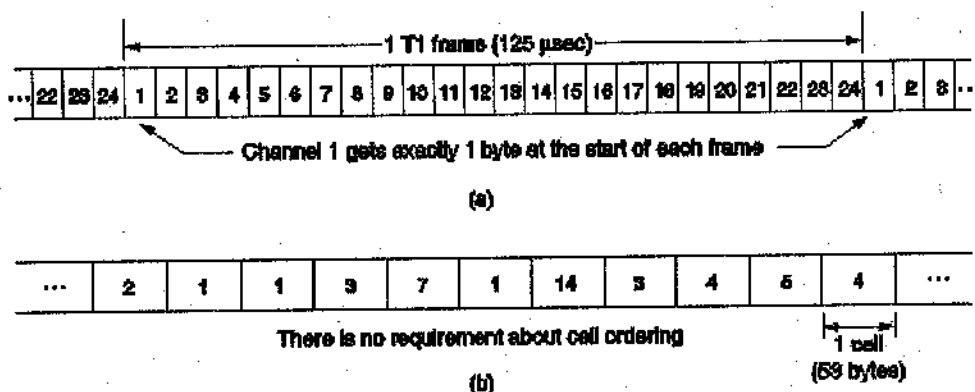 1 T1 frame (125 µsec)
... 22 23 24 1 2 3 4 5 6 7 8 9 10 11 12 13 14 15 16 17 18 19 20 21 22 23 24 1 2 3 ...
Channel 1 gets exactly 1 byte at the start of each frame
(a)
... 2 1 1 3 7 1 14 3 4 5 4 ...
There is no requirement about cell ordering
1 cell
(53 bytes)
(b)